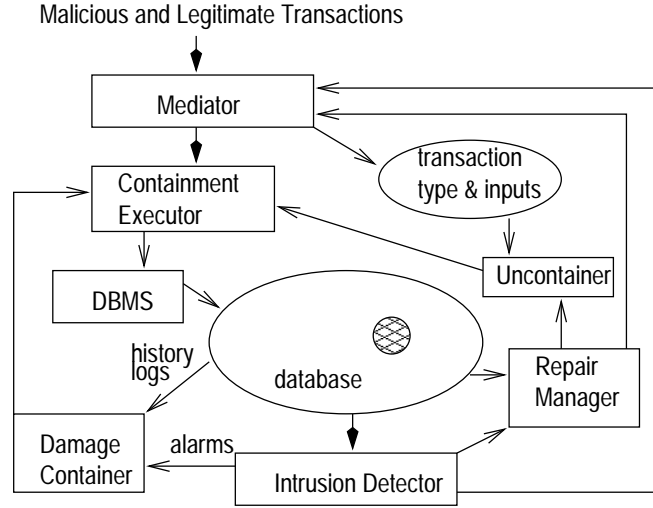 Malicious and Legitimate Transactions
Mediator
transaction
type & inputs
Containment
Executor
Uncontainer
DBMS
history
logs
database
Repair
Manager
Damage
Container
alarms
Intrusion Detector